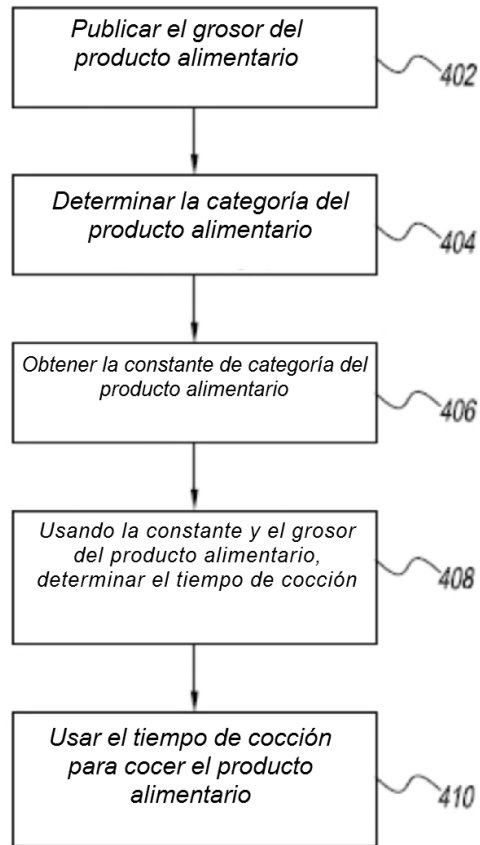 Publicar el grosor del
producto alimentario
402
Determinar la categoría del
producto alimentario
404
Obtener la constante de categoría del
producto alimentario
406
Usando la constante y el grosor
del producto alimentario,
determinar el tiempo de cocción
408
Usar el tiempo de cocción
para cocer el producto
alimentario
410